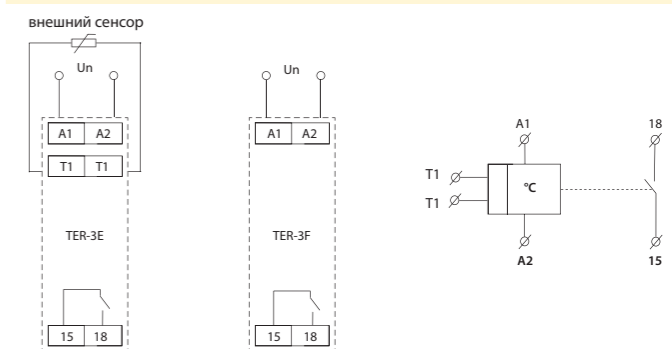 внешний сенсор
Un
A1 A2
T1 T1
TER-3E
15 18
Un
A1 A2
TER-3F
15 18
A1
18
T1
T1
°C
A2
15